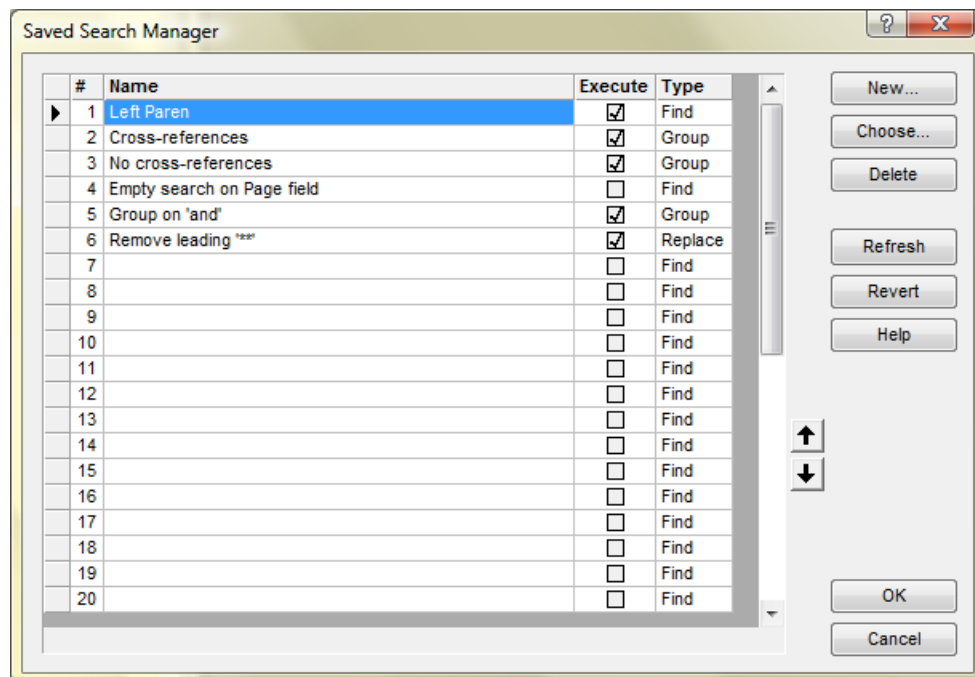 Saved Search Manager
# Name Execute Type
1 Left Paren Find
2 Cross-references Group
3 No cross-references Group
4 Empty search on Page field Find
5 Group on 'and' Group
6 Remove leading '**' Replace
7 Find
8 Find
9 Find
10 Find
11 Find
12 Find
13 Find
14 Find
15 Find
16 Find
17 Find
18 Find
19 Find
20 Find
New...
Choose...
Delete
Refresh
Revert
Help
OK
Cancel